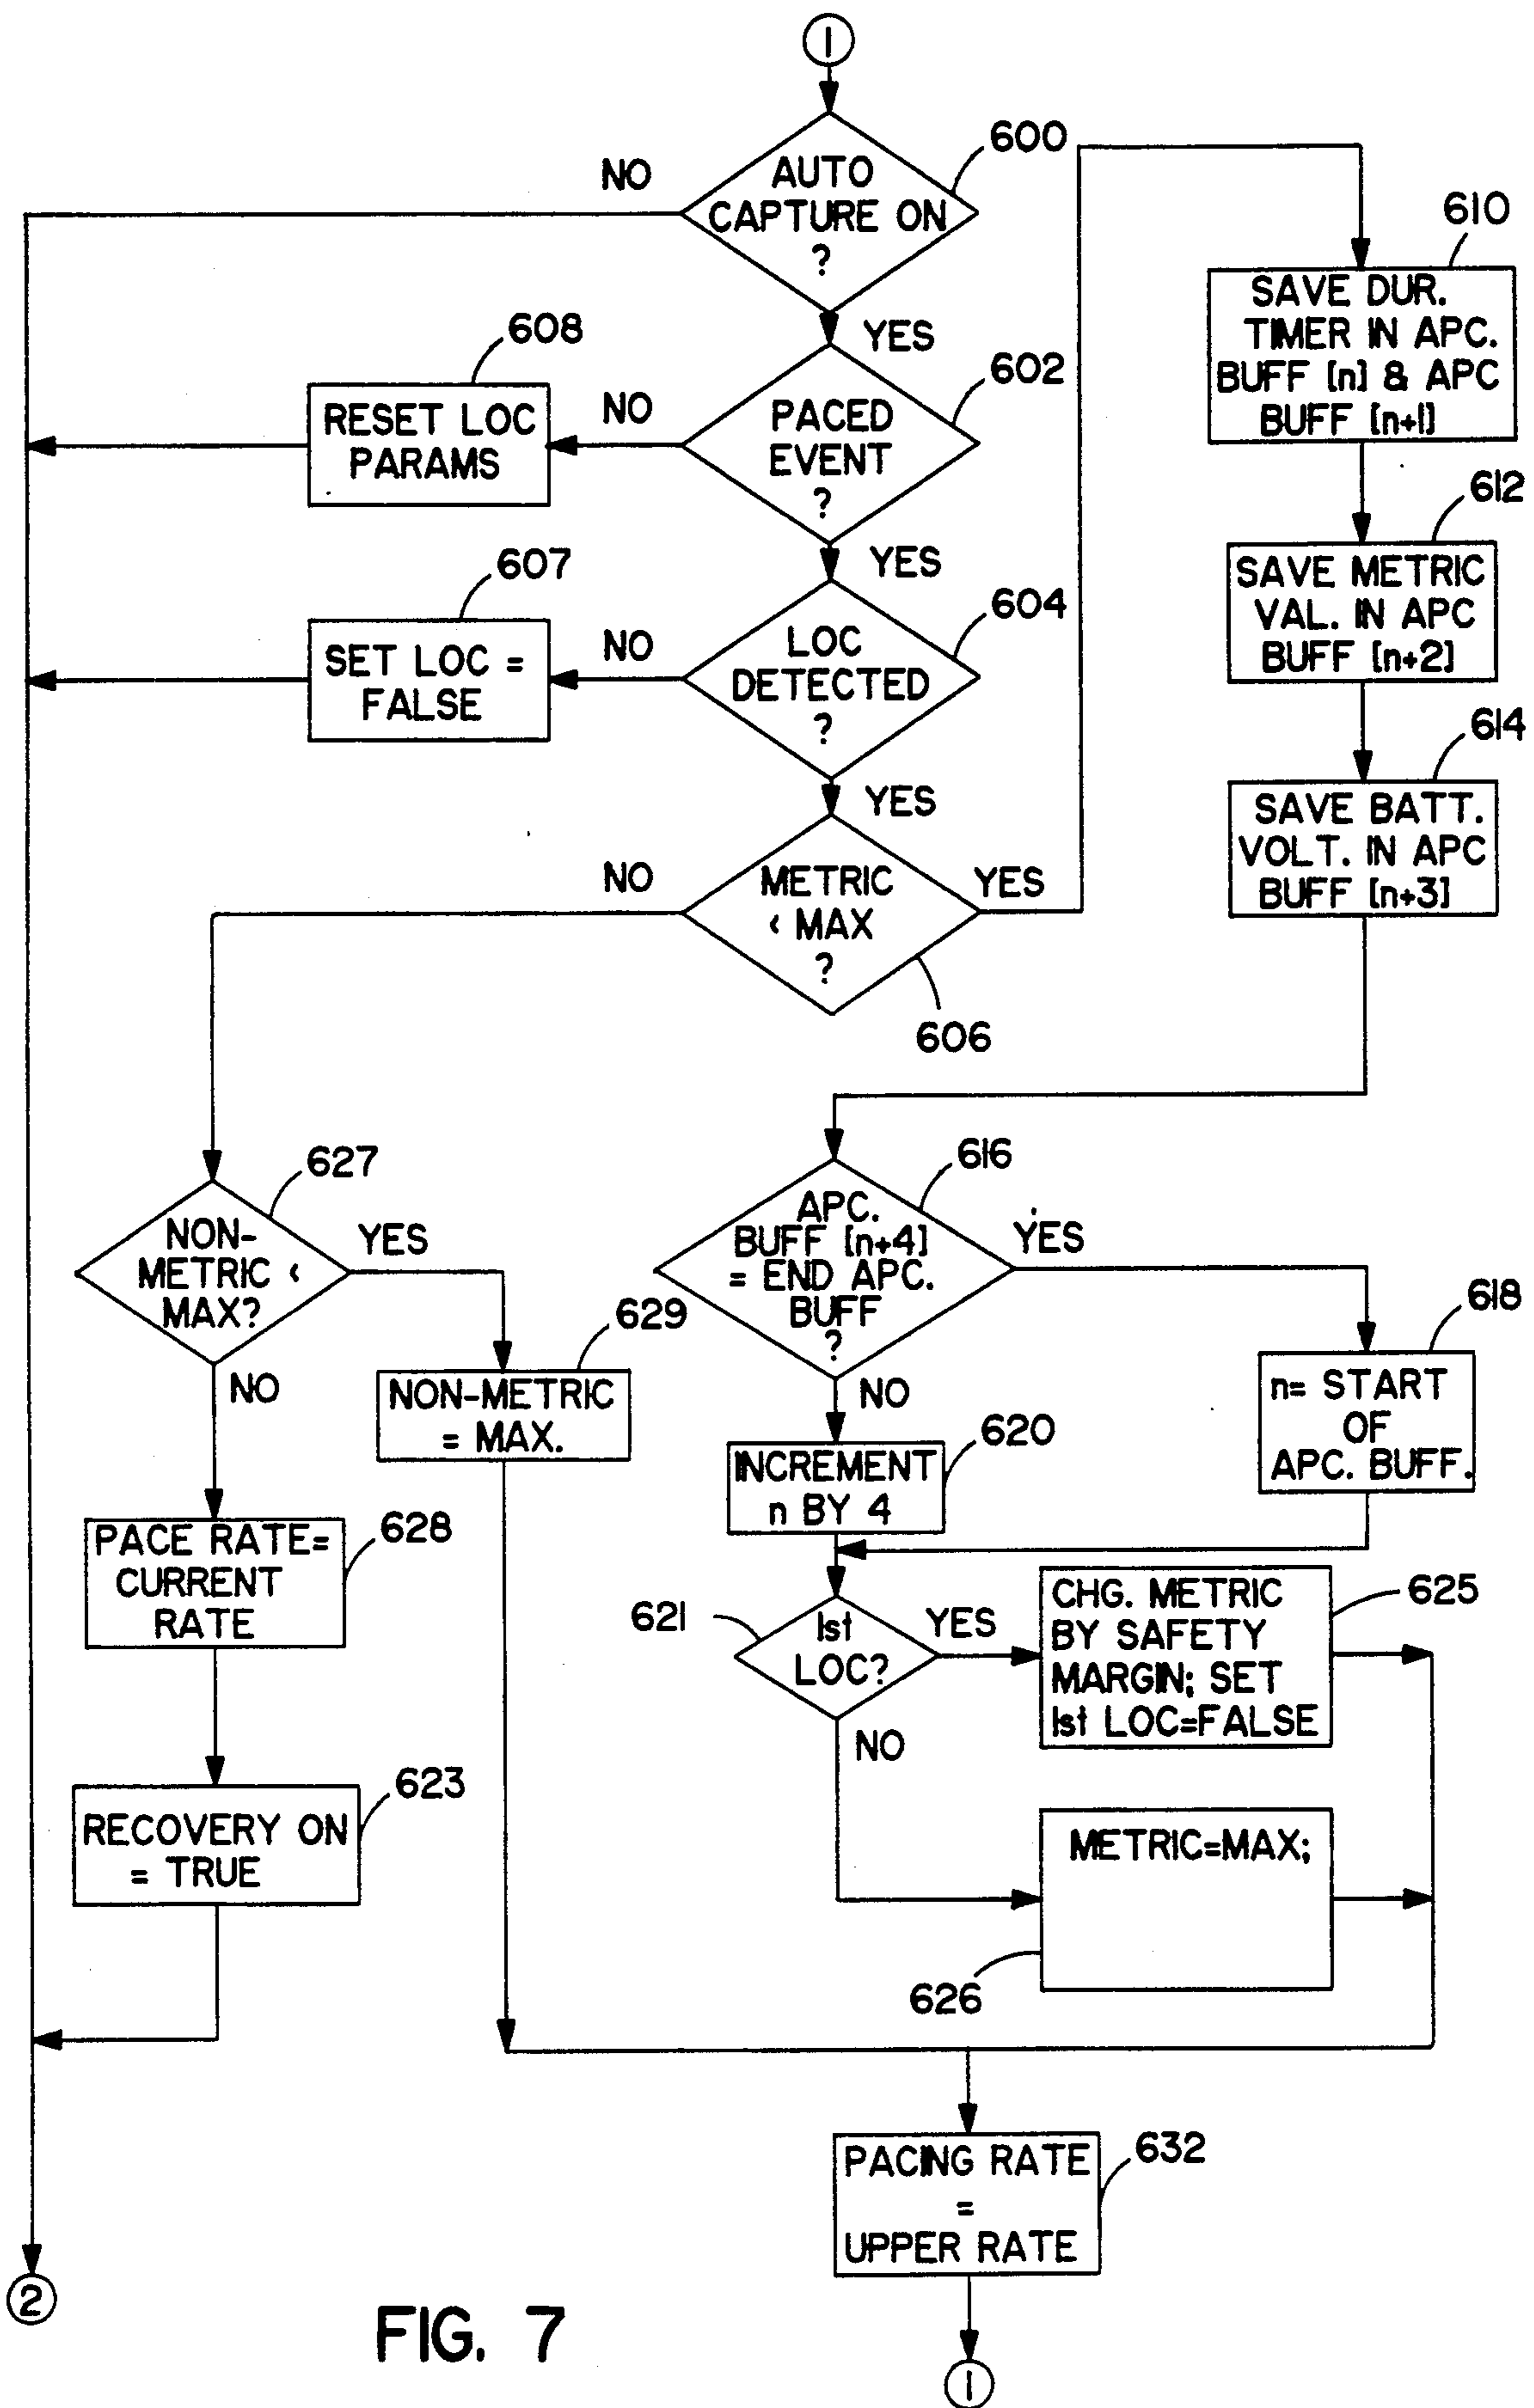 1
600
AUTO
CAPTURE ON
?
NO
YES
610
SAVE DUR.
TIMER IN APC.
BUFF [n] & APC
BUFF [n+1]
608
RESET LOC
PARAMS
NO
602
PACED
EVENT
?
YES
612
SAVE METRIC
VAL. IN APC
BUFF [n+2]
607
SET LOC =
FALSE
NO
604
LOC
DETECTED
?
YES
614
SAVE BATT.
VOLT. IN APC
BUFF [n+3]
NO
METRIC
< MAX
?
YES
606
627
NON-
METRIC <
MAX?
YES
NO
616
APC.
BUFF [n+4]
= END APC.
BUFF
?
YES
NO
618
n= START
OF
APC. BUFF.
629
NON-METRIC
= MAX.
620
INCREMENT
n BY 4
628
PACE RATE=
CURRENT
RATE
621
1st
LOC?
YES
NO
625
CHG. METRIC
BY SAFETY
MARGIN; SET
1st LOC=FALSE
623
RECOVERY ON
= TRUE
METRIC=MAX;
626
632
PACING RATE
=
UPPER RATE
2
FIG. 7
1